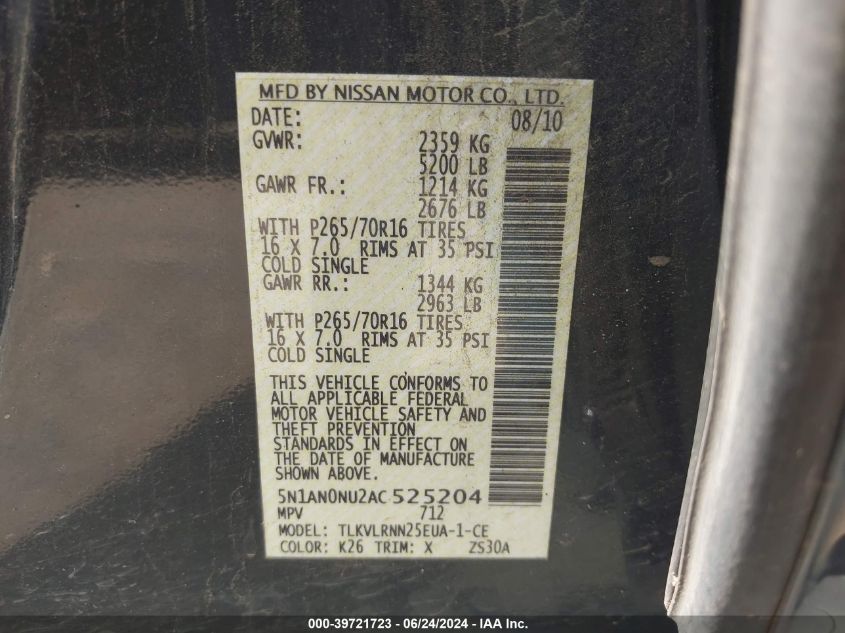 MFD BY NISSAN MOTOR CO., LTD.
DATE: 08/10
GVWR: 2359 KG
5200 LB
GAWR FR.: 1214 KG
2676 LB
WITH P265/70R16 TIRES
16 X 7.0 RIMS AT 35 PSI
COLD SINGLE
GAWR RR.: 1344 KG
2963 LB
WITH P265/70R16 TIRES
16 X 7.0 RIMS AT 35 PSI
COLD SINGLE
THIS VEHICLE CONFORMS TO
ALL APPLICABLE FEDERAL
MOTOR VEHICLE SAFETY AND
THEFT PREVENTION
STANDARDS IN EFFECT ON
THE DATE OF MANUFACTURE
SHOWN ABOVE.
5N1AN0NU2AC 525204
MPV 712
MODEL: TLKVLRNN25EUA-1-CE
COLOR: K26 TRIM: X ZS30A
000-39721723 - 06/24/2024 - IAA Inc.